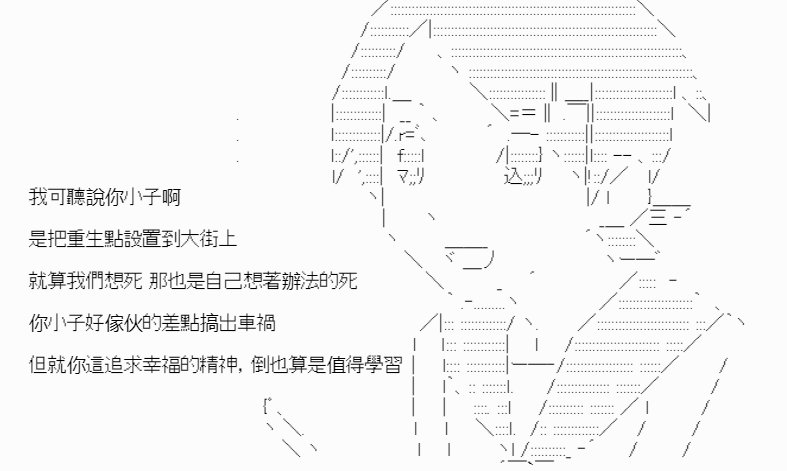 我可聽說你小子啊
是把重生點設置到大街上
就算我們想死 那也是自己想著辦法的死
你小子好傢伙的差點搞出車禍
但就你這追求幸福的精神, 倒也算是值得學習